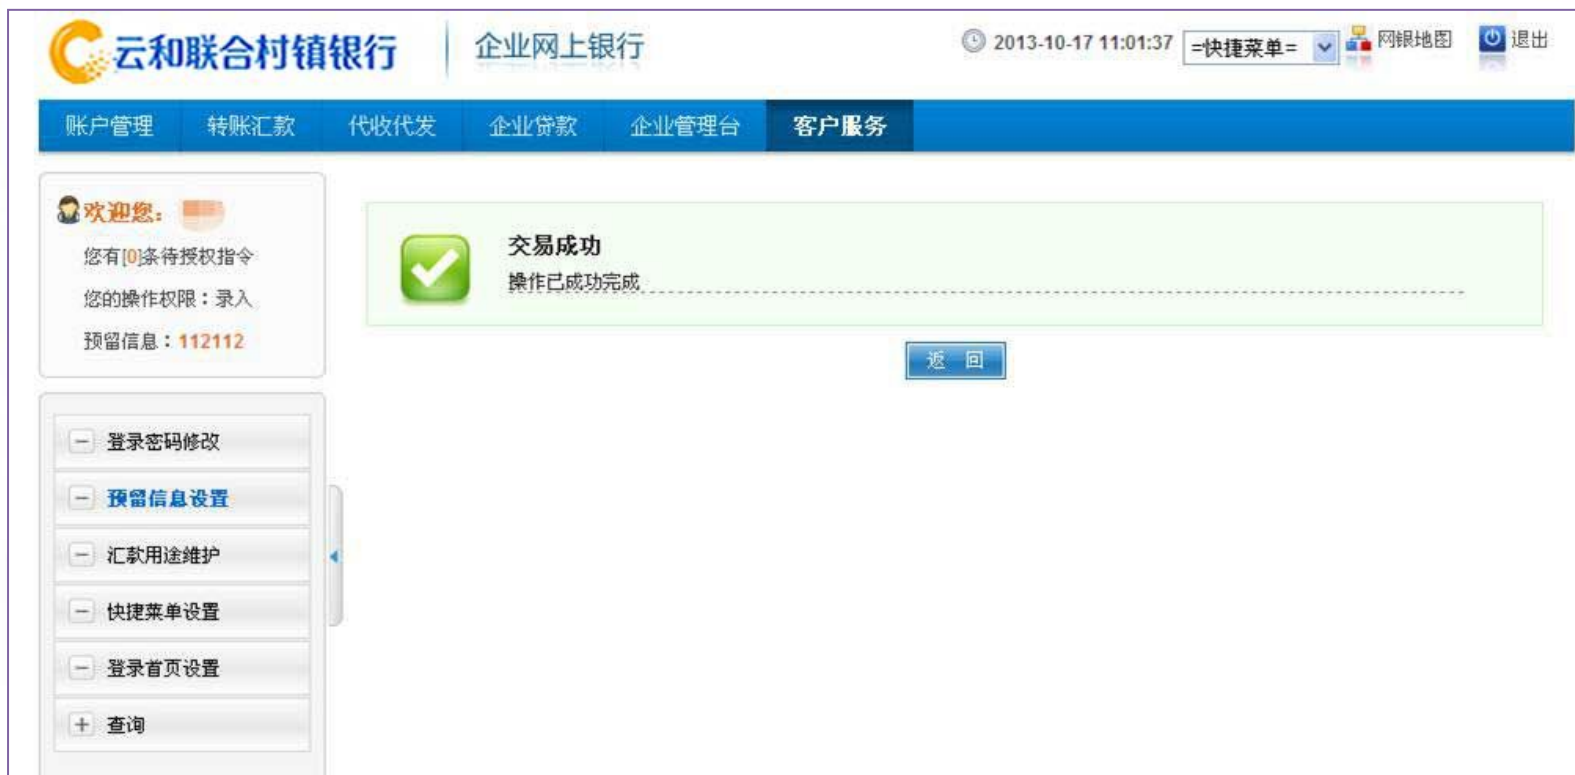 云和联合村镇银行 企业网上银行 2013-10-17 11:01:37 =快捷菜单= 网银地图 退出
账户管理 转账汇款 代收代发 企业贷款 企业管理台 客户服务
欢迎您：
您有[0]条待授权指令
您的操作权限：录入
预留信息：112112
交易成功
操作已成功完成
返 回
登录密码修改
预留信息设置
汇款用途维护
快捷菜单设置
登录首页设置
查询